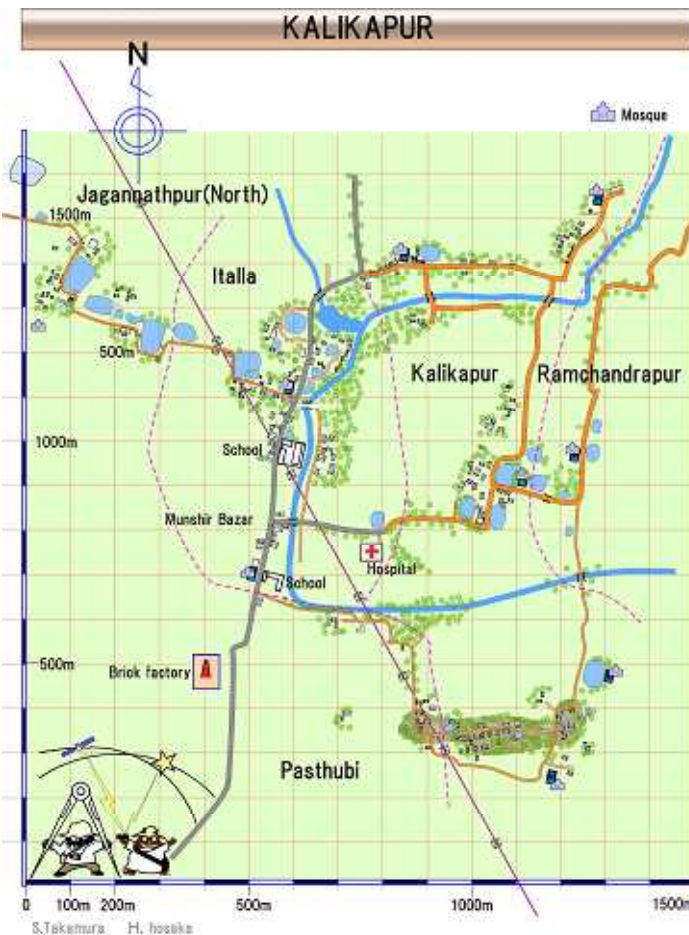 KALIKAPUR
N
Mosque
Jagannathpur(North)
1500m
Italla
500m
Kalikapur
Ramchandrapur
1000m
School
Munshir Bazar
Hospital
School
500m
Brick factory
Pasthubi
0 100m 200m 500m 1000m 1500m
S.Takamura H. hosaka